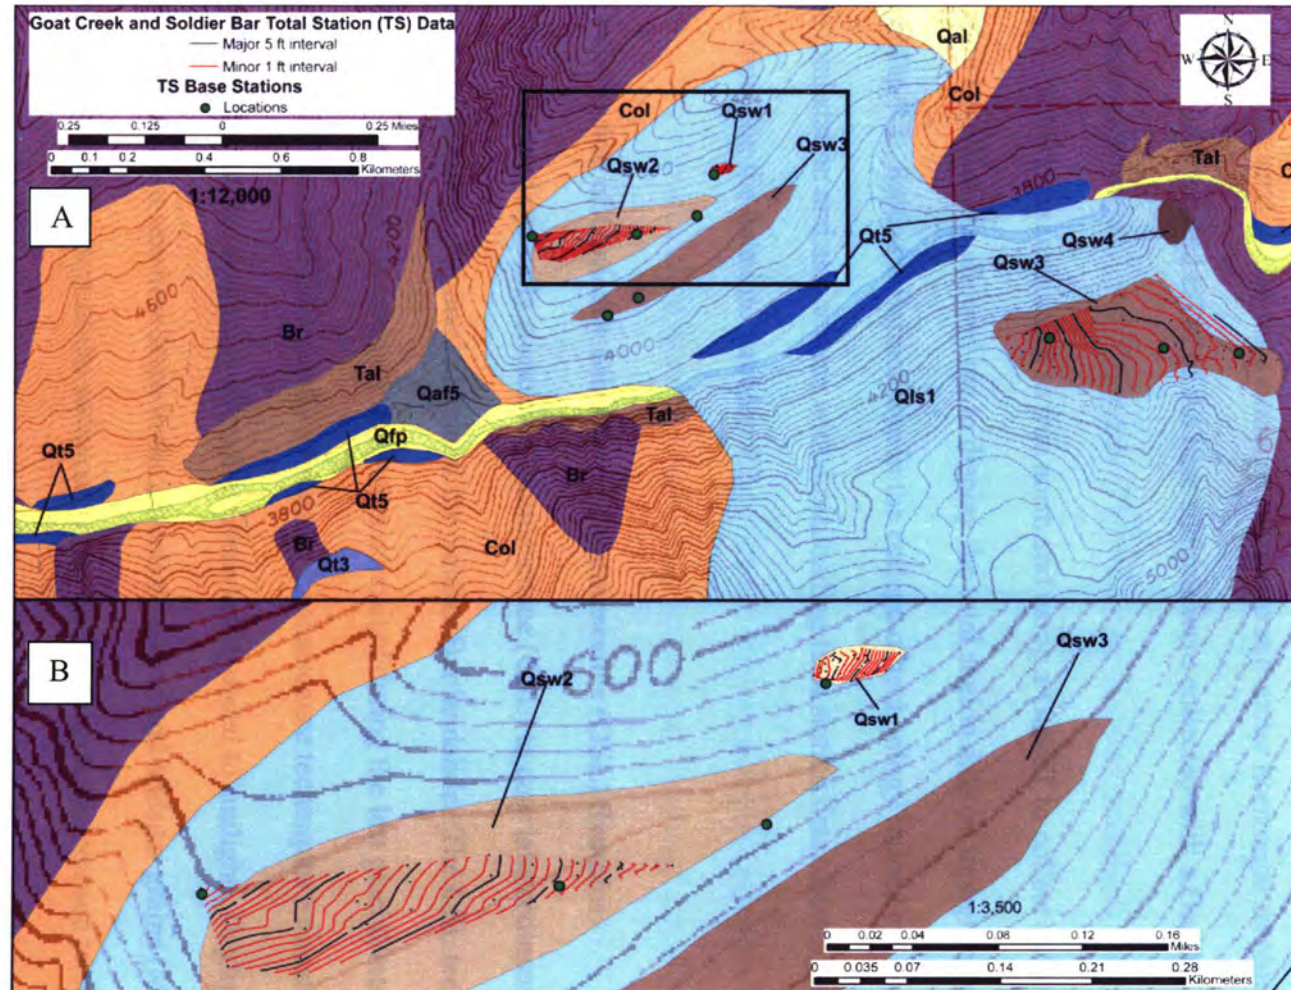 Goat Creek and Soldier Bar Total Station (TS) Data
Major 5 ft interval
Minor 1 ft interval
TS Base Stations
Locations
0.25 0.125 0 0.25 Miles
0 0.1 0.2 0.4 0.6 0.8 Kilometers
1:12,000
A
N
W E
S
Qal
Col
Col
Qsw1
Qsw3
Qsw2
Tal
3800
C
4200
Qt5
Qsw4
Qsw3
4600
Br
4000
Tal
Qaf5
4200
Qls1
6
Tal
Qfp
Qt5
Br
Qt5
3800
Br
Col
Qt3
5000
B
4600
Qsw3
Qsw2
Qsw1
1:3,500
0 0.02 0.04 0.08 0.12 0.16 Miles
0 0.035 0.07 0.14 0.21 0.28 Kilometers